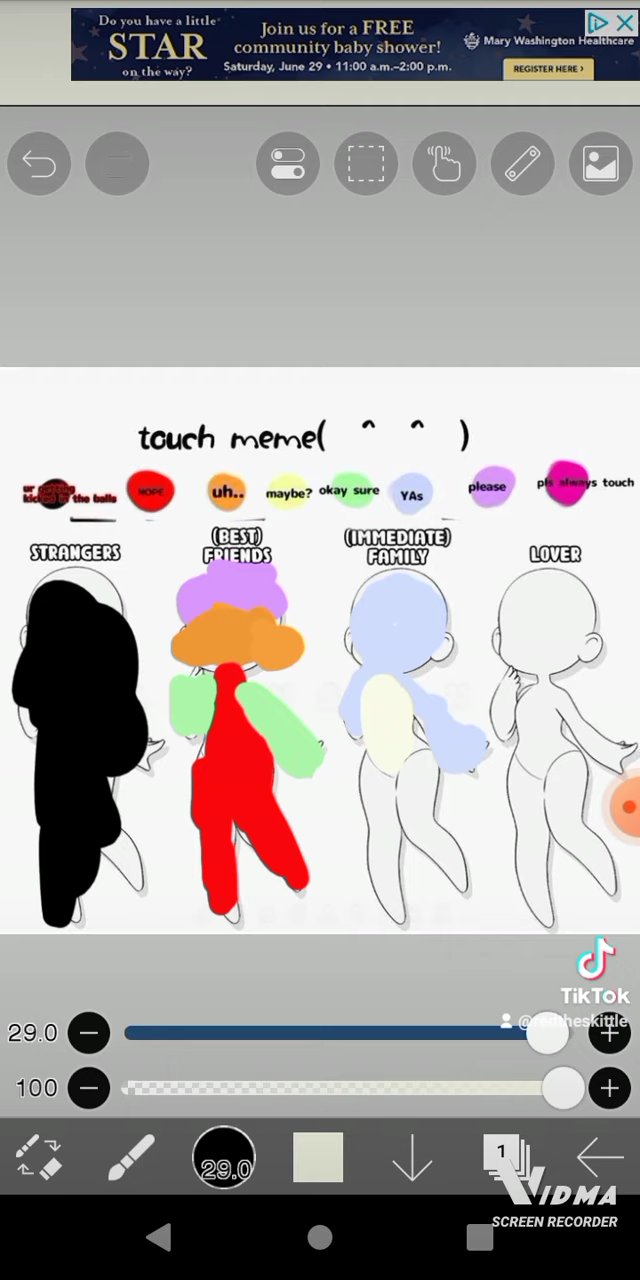 Do you have a little
STAR
on the way?
Join us for a FREE
community baby shower!
Saturday, June 29 • 11:00 a.m.–2:00 p.m.
Mary Washington Healthcare
REGISTER HERE ›
touch meme( ^ ^ )
ur getting
kicked in the balls
NOPE
uh..
maybe?
okay sure
YAs
please
pls always touch
STRANGERS
(BEST)
FRIENDS
(IMMEDIATE)
FAMILY
LOVER
TikTok
@redtheskittle
29.0
100
29.0
1
VIDMA
SCREEN RECORDER